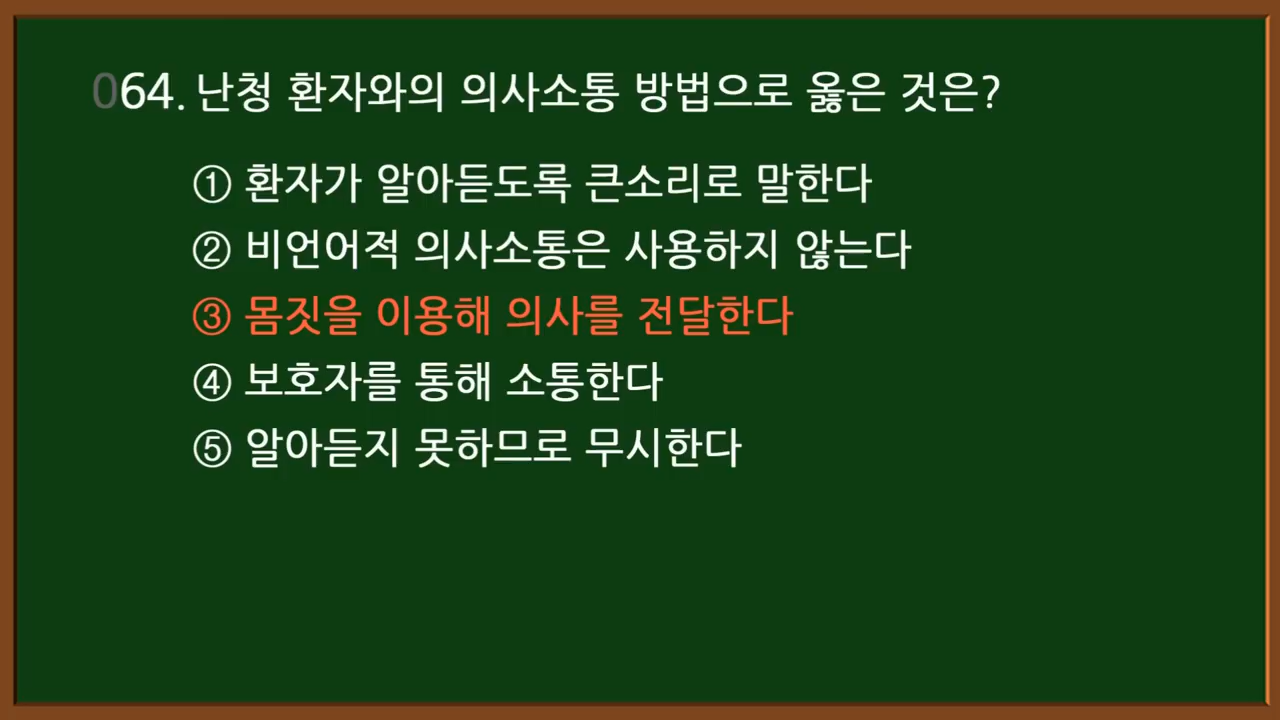 064. 난청 환자와의 의사소통 방법으로 옳은 것은?
① 환자가 알아듣도록 큰소리로 말한다
② 비언어적 의사소통은 사용하지 않는다
③ 몸짓을 이용해 의사를 전달한다
④ 보호자를 통해 소통한다
⑤ 알아듣지 못하므로 무시한다